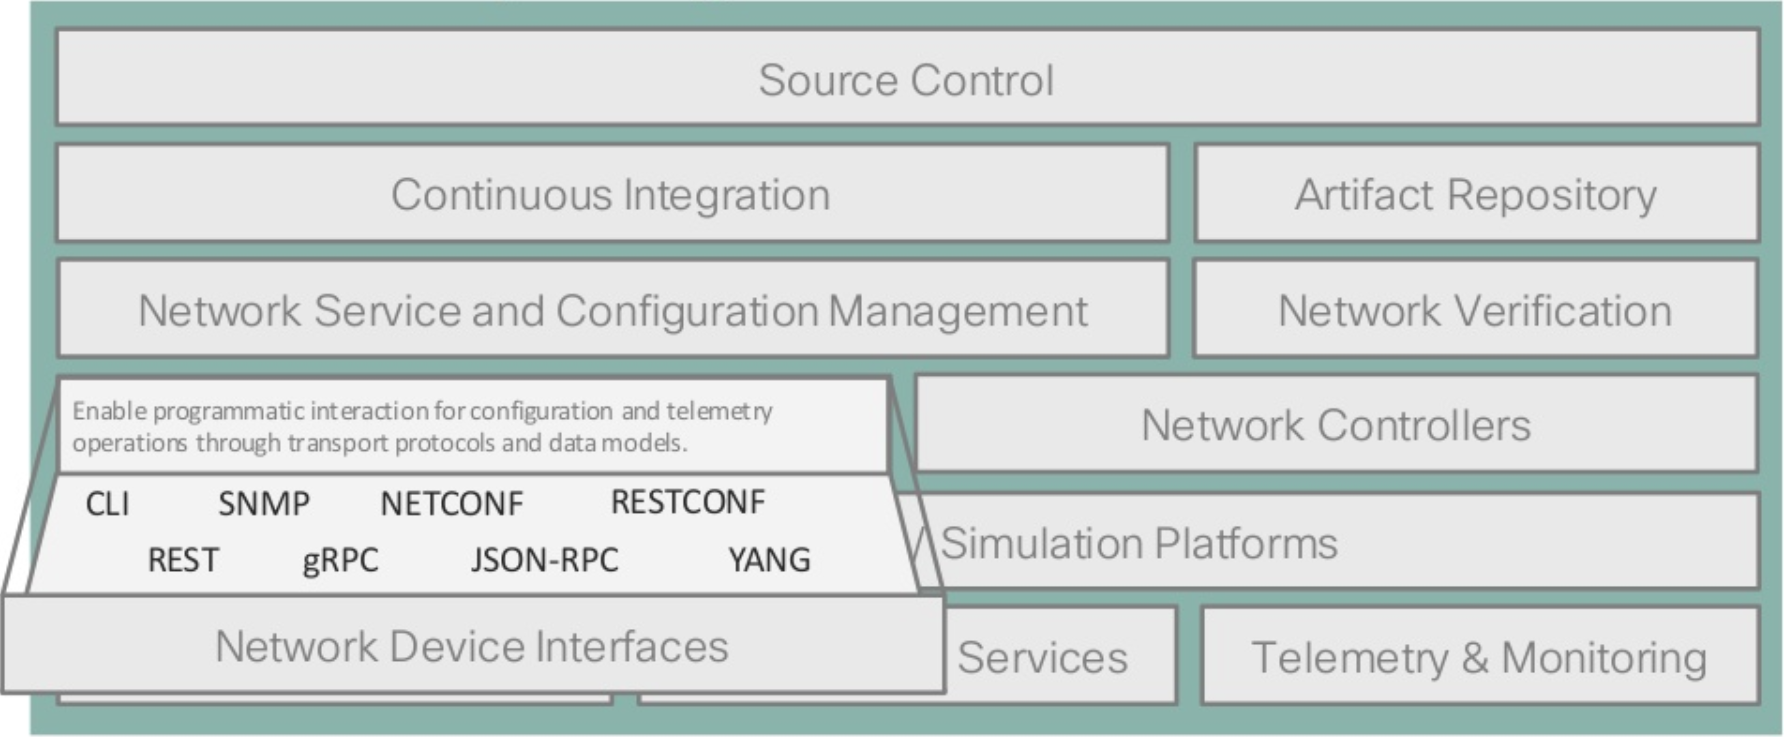 Source Control
Continuous Integration
Artifact Repository
Network Service and Configuration Management
Network Verification
Enable programmatic interaction for configuration and telemetry
operations through transport protocols and data models.
Network Controllers
CLI SNMP NETCONF RESTCONF
REST gRPC JSON-RPC YANG
/ Simulation Platforms
Network Device Interfaces
Services
Telemetry & Monitoring